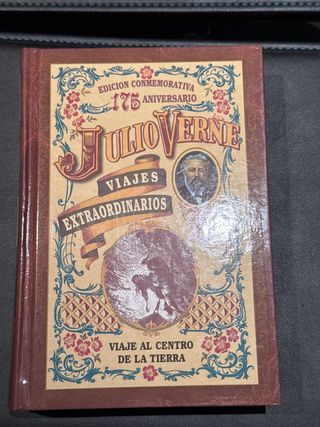 EDICION CONMEMORATIVA
175 ANIVERSARIO
JULIO VERNE
VIAJES
EXTRAORDINARIOS
VIAJE AL CENTRO
DE LA TIERRA